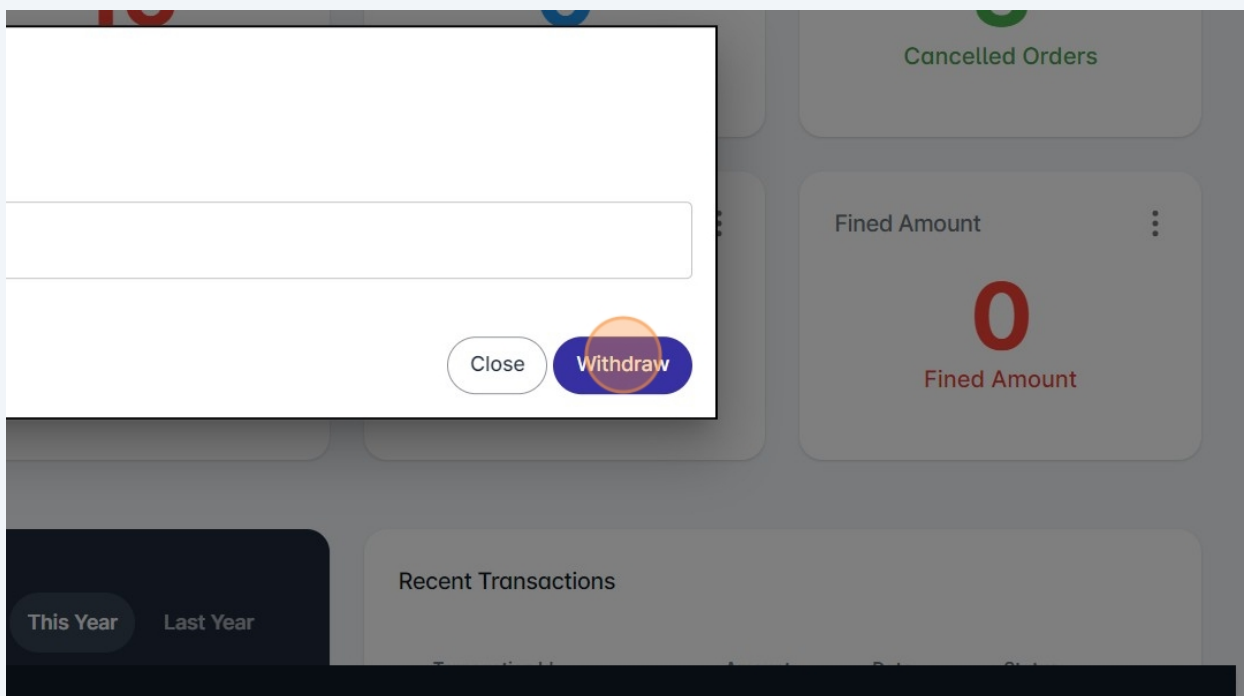 Cancelled Orders
Fined Amount
0
Close
Withdraw
Fined Amount
Recent Transactions
This Year
Last Year